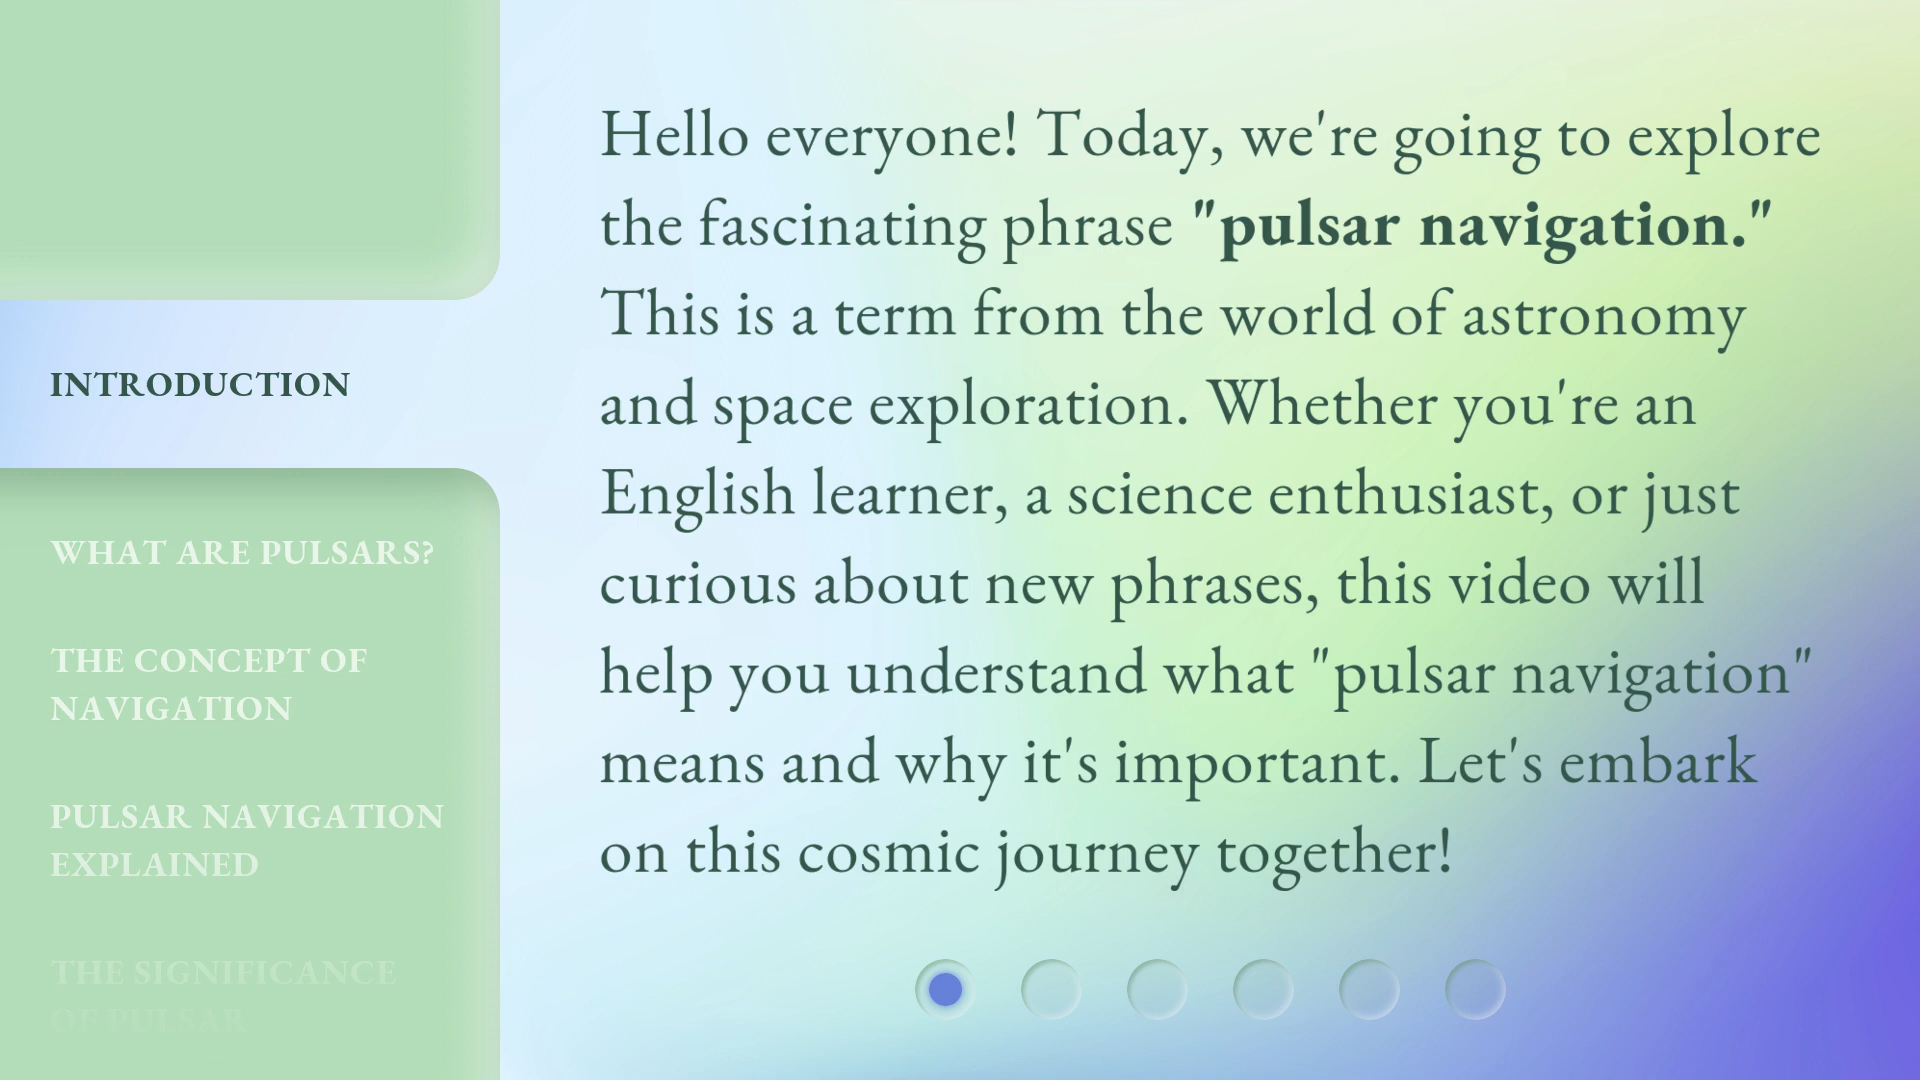 INTRODUCTION
WHAT ARE PULSARS?
THE CONCEPT OF
NAVIGATION
PULSAR NAVIGATION
EXPLAINED
THE SIGNIFICANCE
OF PULSAR
Hello everyone! Today, we're going to explore
the fascinating phrase "pulsar navigation."
This is a term from the world of astronomy
and space exploration. Whether you're an
English learner, a science enthusiast, or just
curious about new phrases, this video will
help you understand what "pulsar navigation"
means and why it's important. Let's embark
on this cosmic journey together!